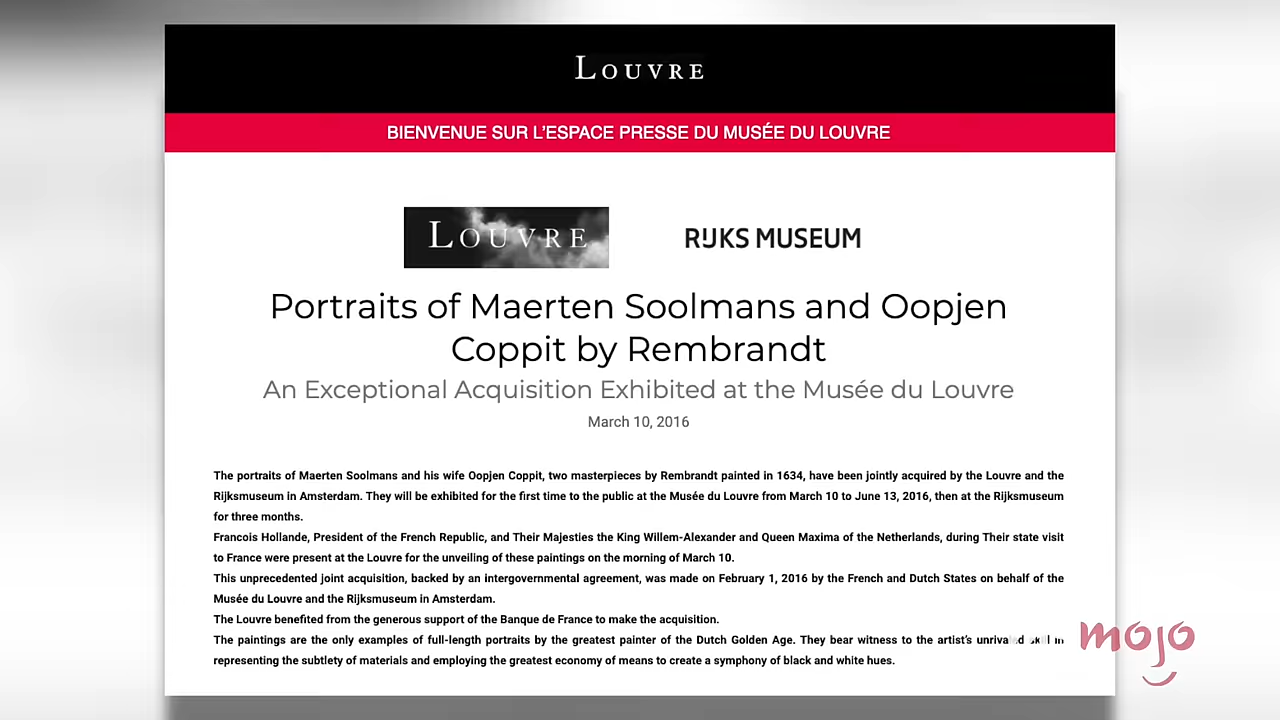 LOUVRE
BIENVENUE SUR L'ESPACE PRESSE DU MUSÉE DU LOUVRE
LOUVRE
RIJKS MUSEUM
Portraits of Maerten Soolmans and Oopjen
Coppit by Rembrandt
An Exceptional Acquisition Exhibited at the Musée du Louvre
March 10, 2016
The portraits of Maerten Soolmans and his wife Oopjen Coppit, two masterpieces by Rembrandt painted in 1634, have been jointly acquired by the Louvre and the
Rijksmuseum in Amsterdam. They will be exhibited for the first time to the public at the Musée du Louvre from March 10 to June 13, 2016, then at the Rijksmuseum
for three months.
Francois Hollande, President of the French Republic, and Their Majesties the King Willem-Alexander and Queen Maxima of the Netherlands, during Their state visit
to France were present at the Louvre for the unveiling of these paintings on the morning of March 10.
This unprecedented joint acquisition, backed by an intergovernmental agreement, was made on February 1, 2016 by the French and Dutch States on behalf of the
Musée du Louvre and the Rijksmuseum in Amsterdam.
The Louvre benefited from the generous support of the Banque de France to make the acquisition.
The paintings are the only examples of full-length portraits by the greatest painter of the Dutch Golden Age. They bear witness to the artist's unrivaled skill in
representing the subtlety of materials and employing the greatest economy of means to create a symphony of black and white hues.
mojo